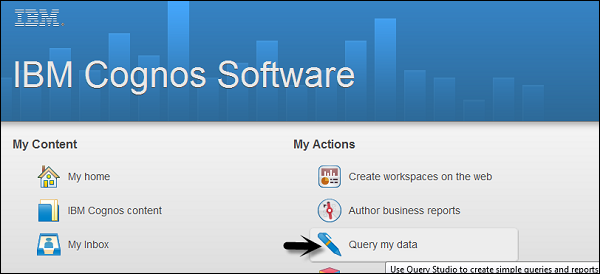 IBM
IBM Cognos Software
My Content
My Actions
My home
Create workspaces on the web
IBM Cognos content
Author business reports
My Inbox
Query my data
Use Query Studio to create simple queries and reports